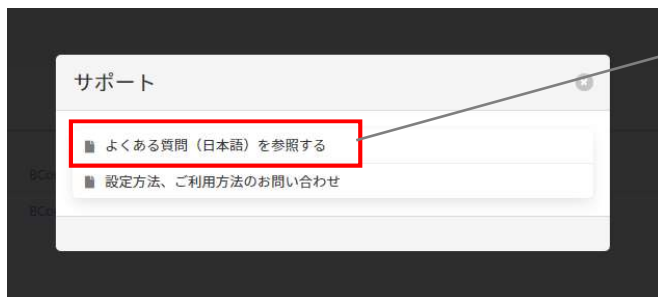 サポート
よくある質問（日本語）を参照する
設定方法、ご利用方法のお問い合わせ